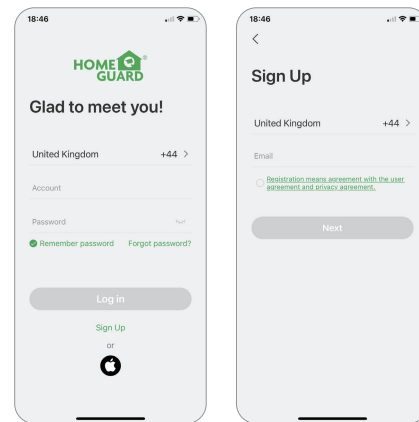 18:46
HOME
GUARD
®
Glad to meet you!
United Kingdom +44 >
Account
Password
Remember password Forgot password?
Log in
Sign Up
or
18:46
<
Sign Up
United Kingdom +44 >
Email
Registration means agreement with the user
agreement and privacy agreement.
Next